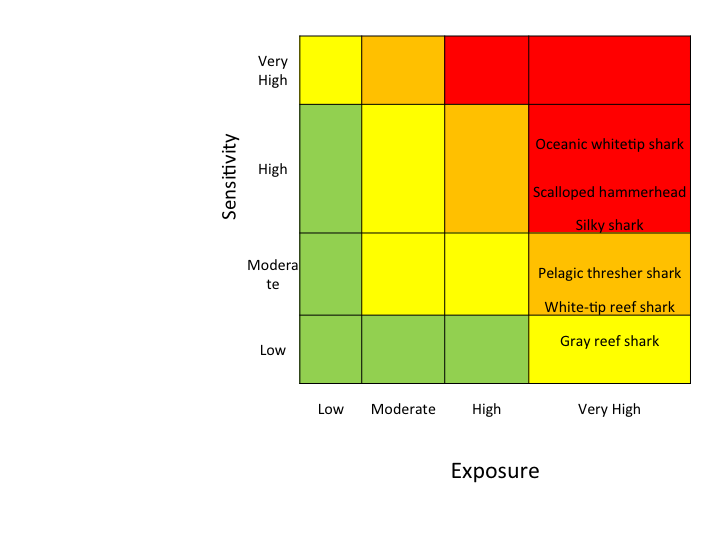 Very
High
Sensitivity
High
Oceanic whitetip shark
Scalloped hammerhead
Silky shark
Modera
te
Pelagic thresher shark
White-tip reef shark
Low
Gray reef shark
Low
Moderate
High
Very High
Exposure